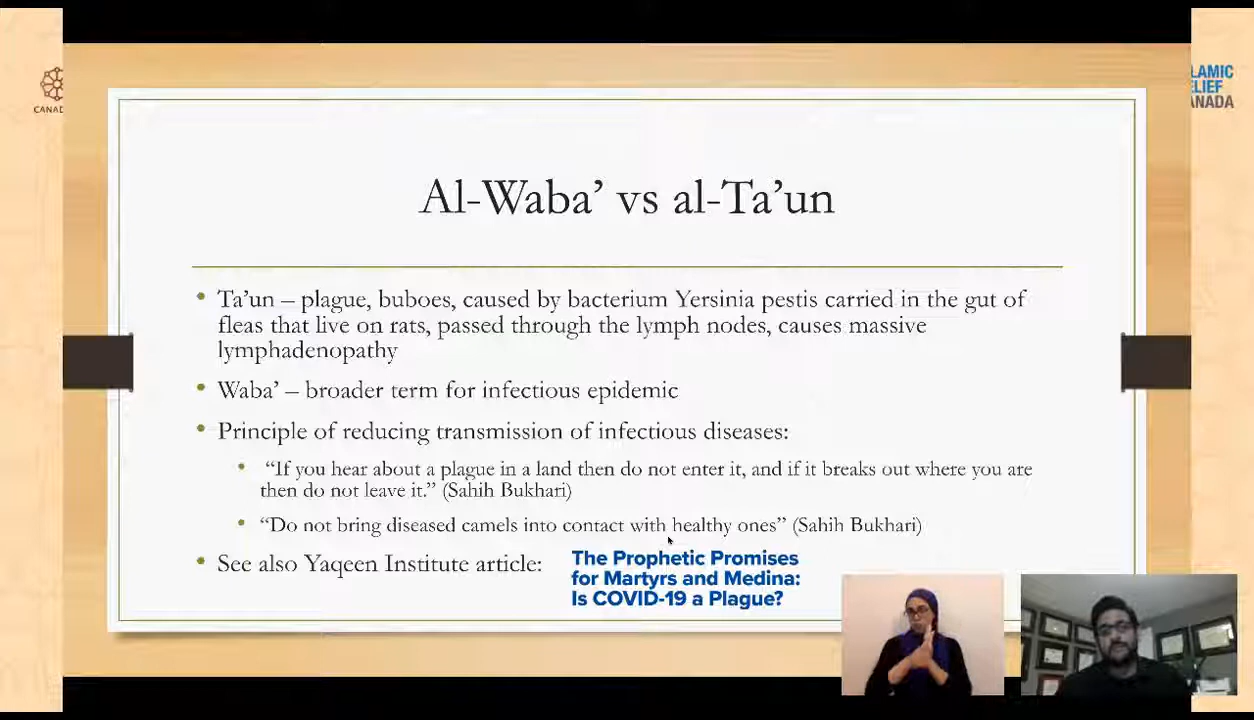 CANAD
LAMIC
ELIEF
ANADA
Al-Waba’ vs al-Ta’un
• Ta’un – plague, buboes, caused by bacterium Yersinia pestis carried in the gut of
fleas that live on rats, passed through the lymph nodes, causes massive
lymphadenopathy
• Waba’ – broader term for infectious epidemic
• Principle of reducing transmission of infectious diseases:
• “If you hear about a plague in a land then do not enter it, and if it breaks out where you are
then do not leave it.” (Sahih Bukhari)
• “Do not bring diseased camels into contact with healthy ones” (Sahih Bukhari)
• See also Yaqeen Institute article:
The Prophetic Promises
for Martyrs and Medina:
Is COVID-19 a Plague?